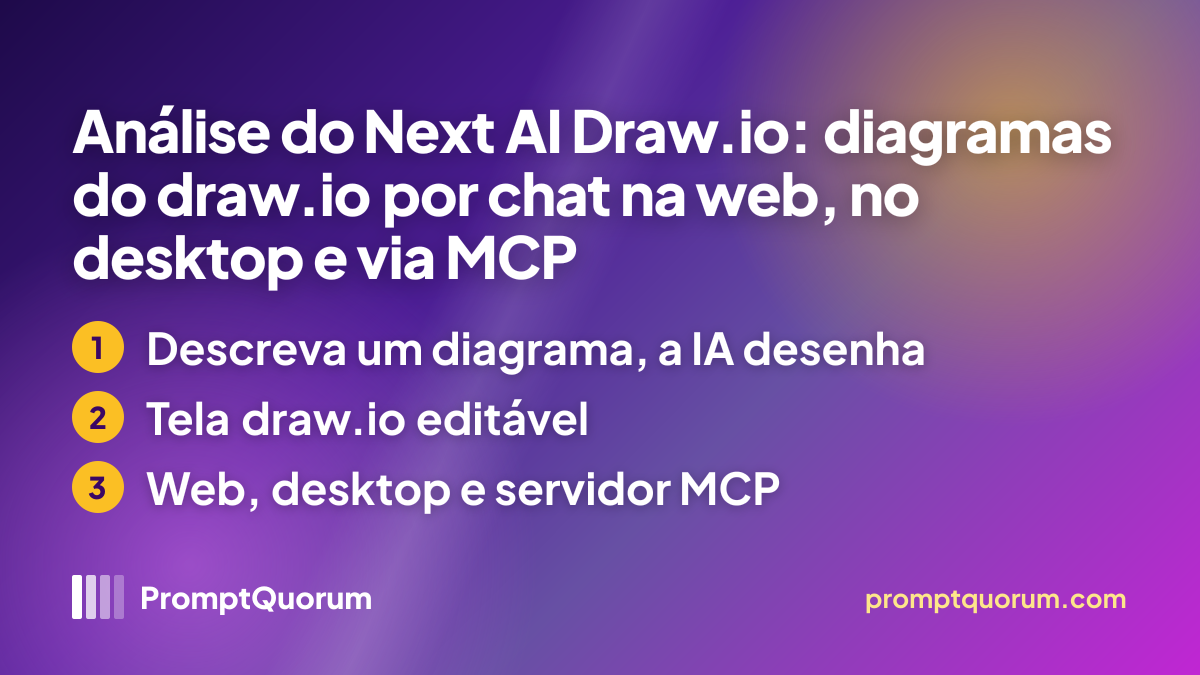 Análise do Next AI Draw.io: diagramas
do draw.io por chat na web, no
desktop e via MCP
1 Descreva um diagrama, a IA desenha
2 Tela draw.io editável
3 Web, desktop e servidor MCP
PromptQuorum
promptquorum.com